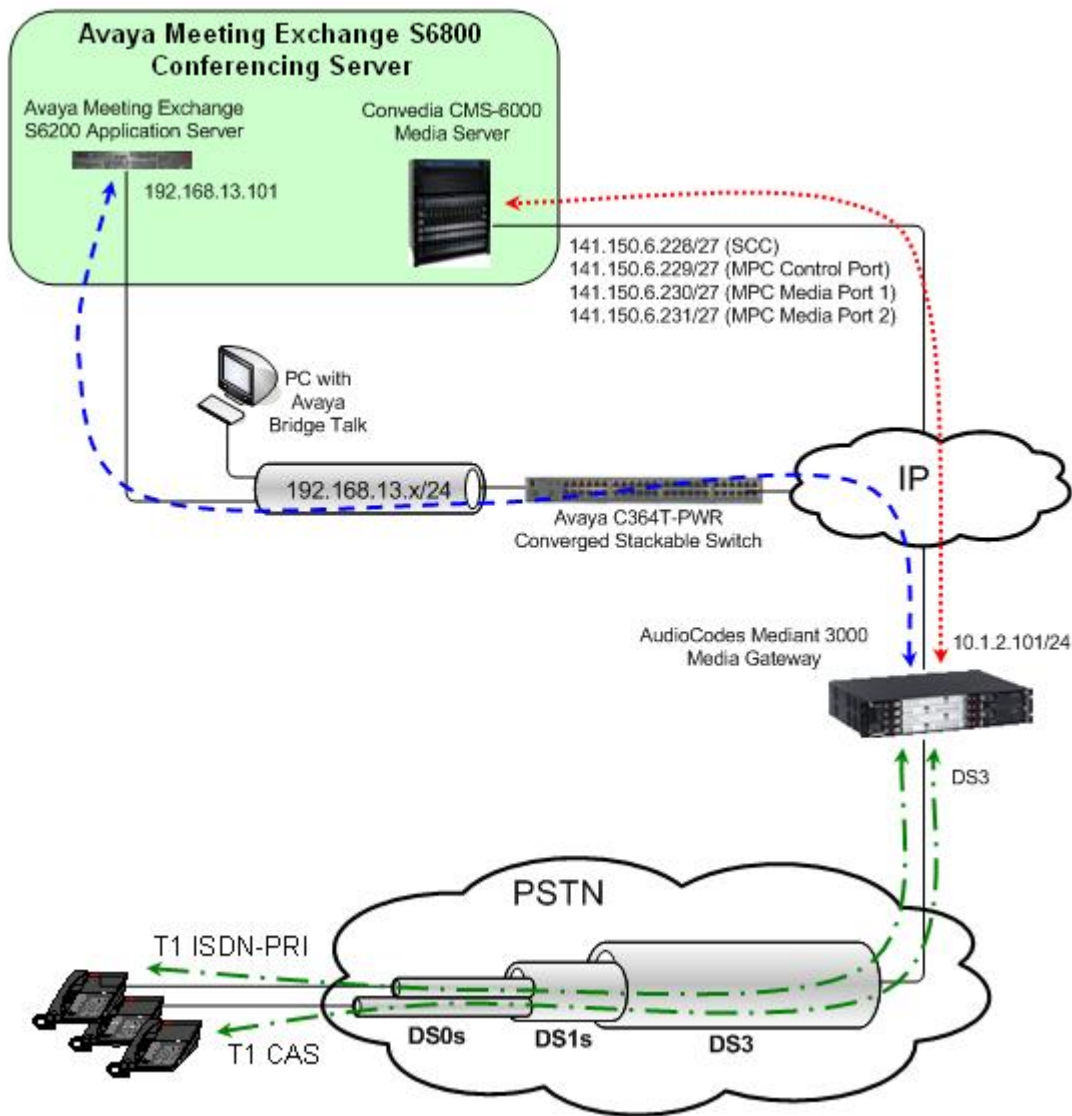 Avaya Meeting Exchange S6800
Conferencing Server
Avaya Meeting Exchange
S6200 Application Server
Convedia CMS-6000
Media Server
192.168.13.101
141.150.6.228/27 (SCC)
141.150.6.229/27 (MPC Control Port)
141.150.6.230/27 (MPC Media Port 1)
141.150.6.231/27 (MPC Media Port 2)
PC with
Avaya
Bridge Talk
192.168.13.x/24
IP
Avaya C364T-PWR
Converged Stackable Switch
AudioCodes Mediant 3000
Media Gateway
10.1.2.101/24
DS3
PSTN
T1 ISDN-PRI
T1 CAS
DS0s
DS1s
DS3